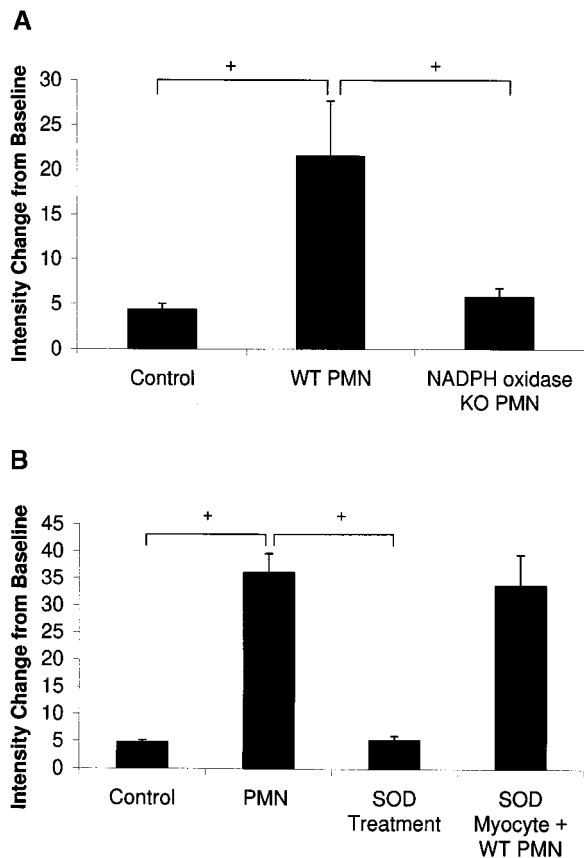 A
+ +
Intensity Change from Baseline
30
25
20
15
10
5
0
Control WT PMN NADPH oxidase
KO PMN
B
+ +
Intensity Change from Baseline
45
40
35
30
25
20
15
10
5
0
Control PMN SOD SOD
Treatment Myocyte +
WT PMN